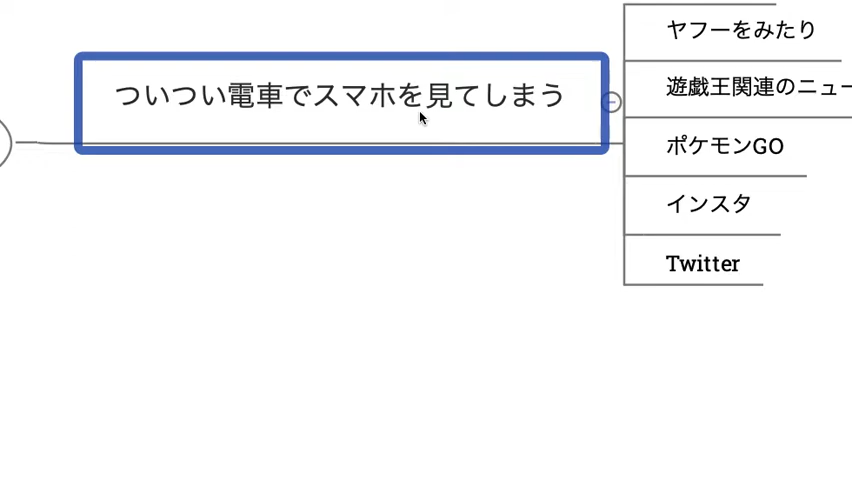 ついつい電車でスマホを見てしまう
ヤフーをみたり
遊戯王関連のニュー
ポケモンGO
インスタ
Twitter